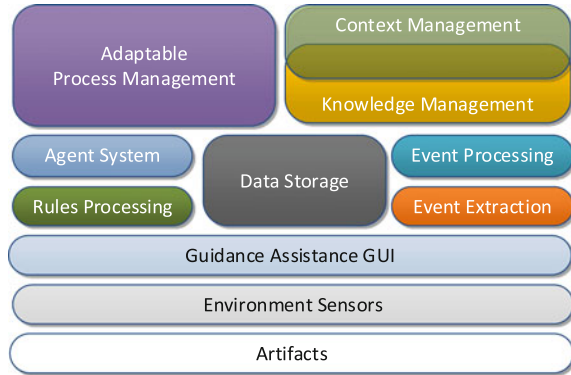 Adaptable
Process Management
Context Management
Knowledge Management
Agent System
Data Storage
Event Processing
Rules Processing
Event Extraction
Guidance Assistance GUI
Environment Sensors
Artifacts